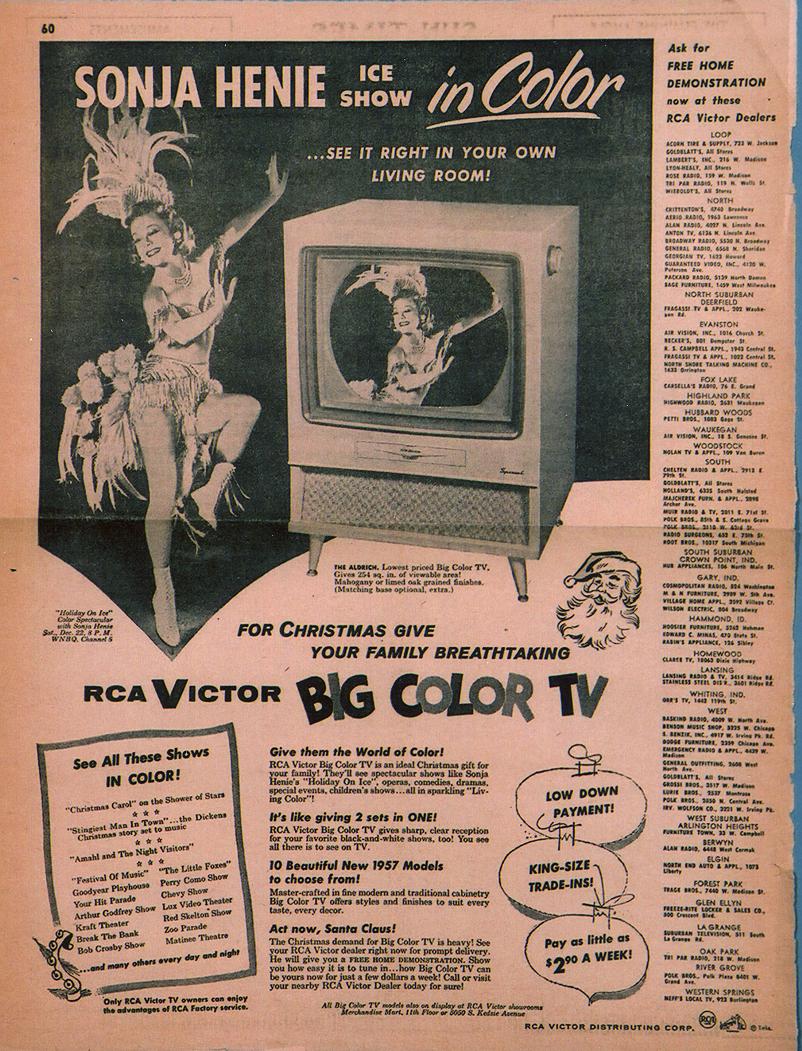 60
SONJA HENIE ICE SHOW in Color
...SEE IT RIGHT IN YOUR OWN
LIVING ROOM!
THE ALDRICH. Lowest priced Big Color TV.
Gives 254 sq. in. of viewable area!
Mahogany or limed oak grained finishes.
(Matching base optional, extra.)
"Holiday On Ice"
Color Spectacular
with Sonja Henie
Sat., Dec. 22, 8 P. M.
WNBQ, Channel 5
FOR CHRISTMAS GIVE
YOUR FAMILY BREATHTAKING
RCA VICTOR BIG COLOR TV
See All These Shows
IN COLOR!
"Christmas Carol" on the Shower of Stars
* * *
"Stingiest Man In Town"...the Dickens
Christmas story set to music
* * *
"Amahl and The Night Visitors"
* * *
"Festival Of Music" "The Little Foxes"
Goodyear Playhouse Perry Como Show
Your Hit Parade Chevy Show
Arthur Godfrey Show Lux Video Theater
Kraft Theater Red Skelton Show
Break The Bank Zoo Parade
Bob Crosby Show Matinee Theatre
...and many others every day and night
Only RCA Victor TV owners can enjoy
the advantages of RCA Factory service.
Give them the World of Color!
RCA Victor Big Color TV is an ideal Christmas gift for
your family! They'll see spectacular shows like Sonja
Henie's "Holiday On Ice", operas, comedies, dramas,
special events, children's shows...all in sparkling "Liv-
ing Color"!
It's like giving 2 sets in ONE!
RCA Victor Big Color TV gives sharp, clear reception
for your favorite black-and-white shows, too! You see
all there is to see on TV.
10 Beautiful New 1957 Models
to choose from!
Master-crafted in fine modern and traditional cabinetry
Big Color TV offers styles and finishes to suit every
taste, every decor.
Act now, Santa Claus!
The Christmas demand for Big Color TV is heavy! See
your RCA Victor dealer right now for prompt delivery.
He will give you a FREE HOME DEMONSTRATION. Show
you how easy it is to tune in...how Big Color TV can
be yours now for just a few dollars a week! Call or visit
your nearby RCA Victor Dealer today for sure!
LOW DOWN
PAYMENT!
KING-SIZE
TRADE-INS!
Pay as little as
$2.90 A WEEK!
All Big Color TV models also on display at RCA Victor showrooms
Merchandise Mart, 11th Floor or 5050 S. Kedzie Avenue
RCA VICTOR DISTRIBUTING CORP.
RCA
Ask for
FREE HOME
DEMONSTRATION
now at these
RCA Victor Dealers
LOOP
ACORN TIRE & SUPPLY, 723 W. Jackson
GOLDBLATT'S, All Stores
LAMBERT'S, INC., 216 W. Madison
LYON-HEALY, All Stores
ROSE RADIO, 159 W. Madison
TRI PAR RADIO, 119 N. Wells St.
WIEBOLDT'S, All Stores
NORTH
CRITTENTON'S, 4740 Broadway
AERIO RADIO, 1963 Lawrence
ALAN RADIO, 4027 N. Lincoln Ave.
ANTON TV, 6136 N. Lincoln Ave.
BROADWAY RADIO, 5530 N. Broadway
GENERAL RADIO, 6568 N. Sheridan
GEORGIAN TV, 1623 Howard
GUARANTEED VIDEO, INC., 4120 W.
Peterson Ave.
PACKARD RADIO, 5139 North Damen
SAGE FURNITURE, 1459 West Milwaukee
NORTH SUBURBAN
DEERFIELD
FRAGASSI TV & APPL., 202 Wauke-
gan Rd.
EVANSTON
AIR VISION, INC., 1016 Church St.
BECKER'S, 801 Dempster St.
R. S. CAMPBELL APPL., 1943 Central St.
FRAGASSI TV & APPL., 1022 Central St.
NORTH SHORE TALKING MACHINE CO.,
1633 Orrington
FOX LAKE
CARSELLA'S RADIO, 76 E. Grand
HIGHLAND PARK
HIGHWOOD RADIO, 2631 Waukegan
HUBBARD WOODS
PETTI BROS., 1083 Gage St.
WAUKEGAN
AIR VISION, INC., 18 S. Genesee St.
WOODSTOCK
NOLAN TV & APPL., 109 Van Buren
SOUTH
CHELTEN RADIO & APPL., 2913 E.
79th St.
GOLDBLATT'S, All Stores
HOLLAND'S, 6335 South Halsted
MAJCHEREK FURN. & APPL., 2898
Archer Ave.
MUIR RADIO & TV, 2011 E. 71st St.
POLK BROS., 85th & S. Cottage Grove
POLK BROS., 3110 W. 63rd St.
RADIO SURGEONS, 653 E. 75th St.
ROOT BROS., 10317 South Michigan
SOUTH SUBURBAN
CROWN POINT, IND.
HUB APPLIANCES, 106 North Main St.
GARY, IND.
COSMOPOLITAN RADIO, 524 Washington
M & N FURNITURE, 2989 W. 5th Ave.
VILLAGE HOME APPL., 3592 Village Ct.
WILSON ELECTRIC, 504 Broadway
HAMMOND, ID.
HOOSIER FURNITURE, 5262 Hohman
EDWARD C. MINAS, 470 State St.
RABIN'S APPLIANCE, 126 Sibley
HOMEWOOD
CLARK TV, 18063 Dixie Highway
LANSING
LANSING RADIO & TV, 3414 Ridge Rd.
STAINLESS STEEL DIS'R., 3601 Ridge Rd.
WHITING, IND.
ORR'S TV, 1442 119th St.
WEST
BASKIND RADIO, 4009 W. North Ave.
BENSON MUSIC SHOP, 5225 W. Chicago
S. BENZIK, INC., 4917 W. Irving Pk. Rd.
DODGE FURNITURE, 2359 Chicago Ave.
EMERGENCY RADIO & APPL., 4429 W.
Madison
GENERAL OUTFITTING, 2600 West
North Ave.
GOLDBLATT'S, All Stores
GROSSI BROS., 3517 W. Madison
LURIE BROS., 2537 Montrose
POLK BROS., 2850 N. Central Ave.
IRV. WOLFSON CO., 3221 W. Irving Pk.
WEST SUBURBAN
ARLINGTON HEIGHTS
FURNITURE TOWN, 33 W. Campbell
BERWYN
ALAN RADIO, 6448 West Cermak
ELGIN
NORTH END AUTO & APPL., 1073
Liberty
FOREST PARK
TRAGE BROS., 7440 W. Madison St.
GLEN ELLYN
FREEZE-RITE LOCKER & SALES CO.,
800 Crescent Blvd.
LA GRANGE
SUBURBAN TELEVISION, 511 South
La Grange Rd.
OAK PARK
TRI PAR RADIO, 218 W. Madison
RIVER GROVE
POLK BROS., Polk Plaza 8401 W.
Grand Ave.
WESTERN SPRINGS
NEFF'S LOCAL TV, 923 Burlington